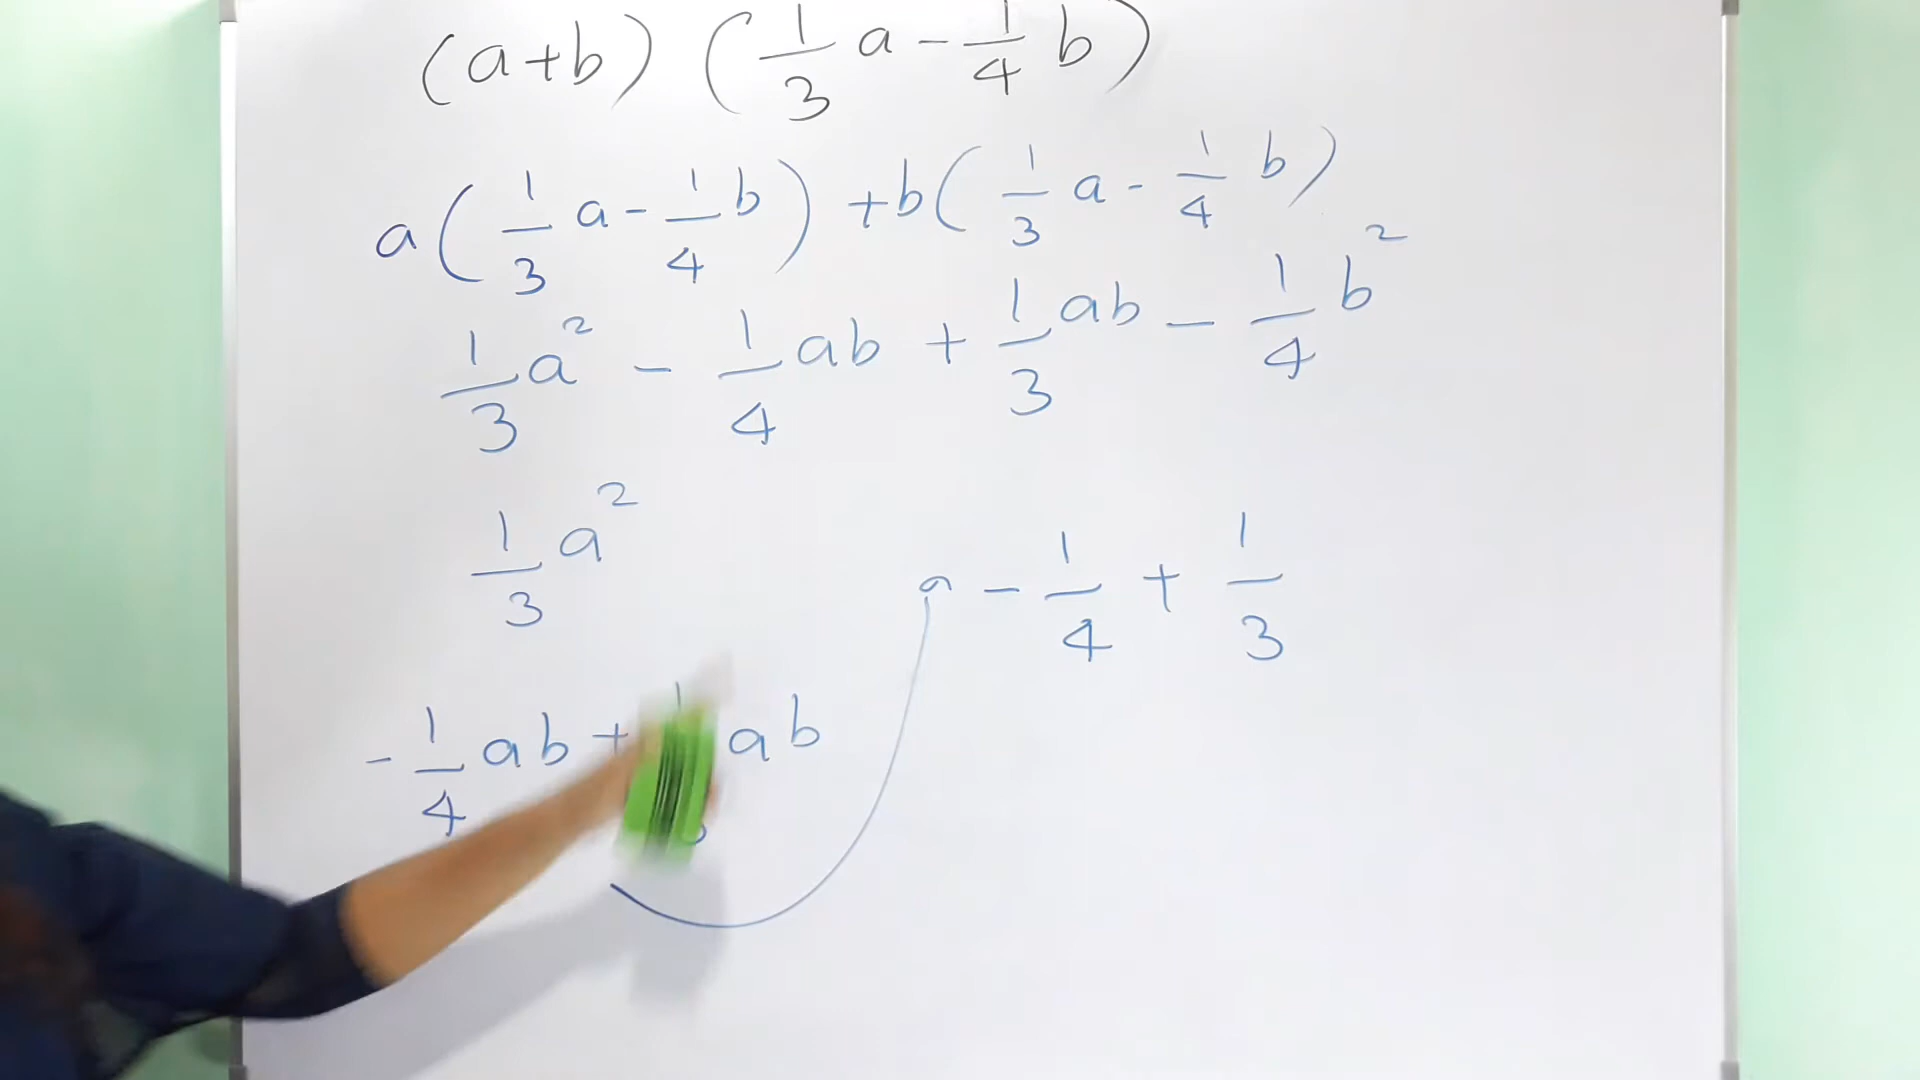 (a+b) (1/3 a - 1/4 b)
a(1/3 a - 1/4 b) + b(1/3 a - 1/4 b)
1/3 a² - 1/4 ab + 1/3 ab - 1/4 b²
1/3 a²
- 1/4 + 1/3
- 1/4 ab + ab